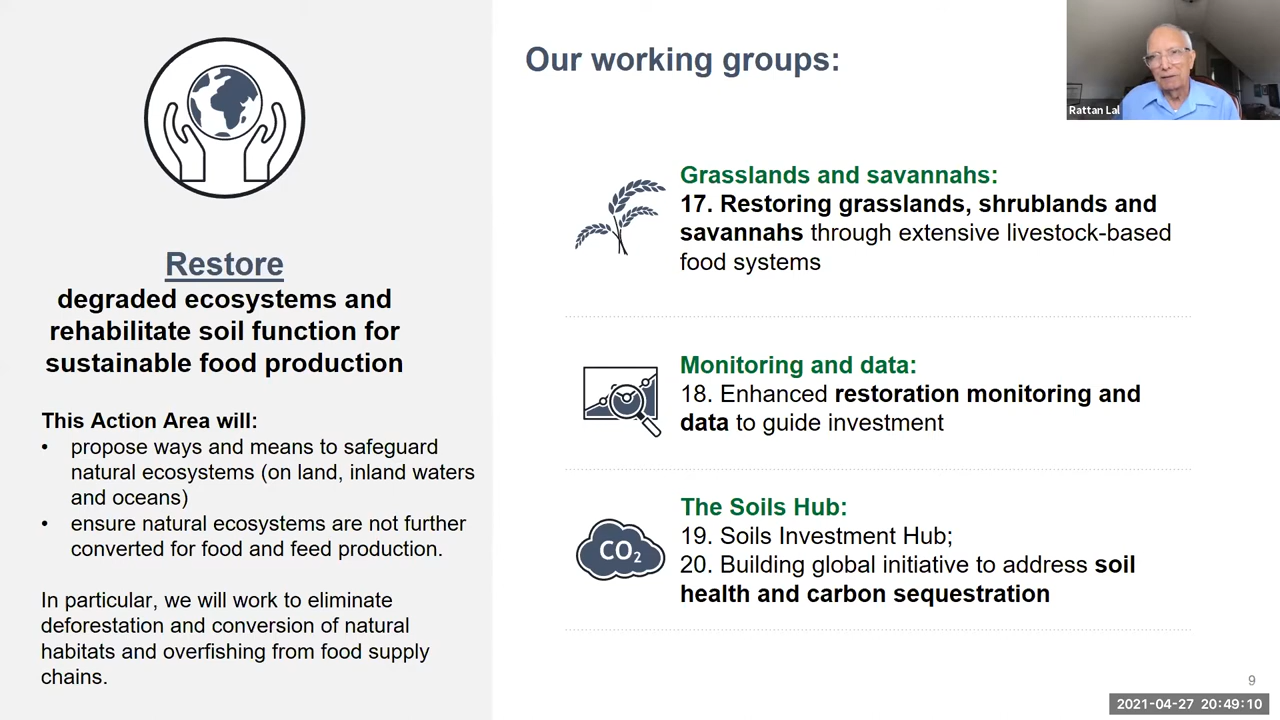 Restore
degraded ecosystems and
rehabilitate soil function for
sustainable food production
This Action Area will:
• propose ways and means to safeguard
natural ecosystems (on land, inland waters
and oceans)
• ensure natural ecosystems are not further
converted for food and feed production.
In particular, we will work to eliminate
deforestation and conversion of natural
habitats and overfishing from food supply
chains.
Our working groups:
Grasslands and savannahs:
17. Restoring grasslands, shrublands and
savannahs through extensive livestock-based
food systems
Monitoring and data:
18. Enhanced restoration monitoring and
data to guide investment
The Soils Hub:
CO₂
19. Soils Investment Hub;
20. Building global initiative to address soil
health and carbon sequestration
Rattan Lal
9
2021-04-27 20:49:10